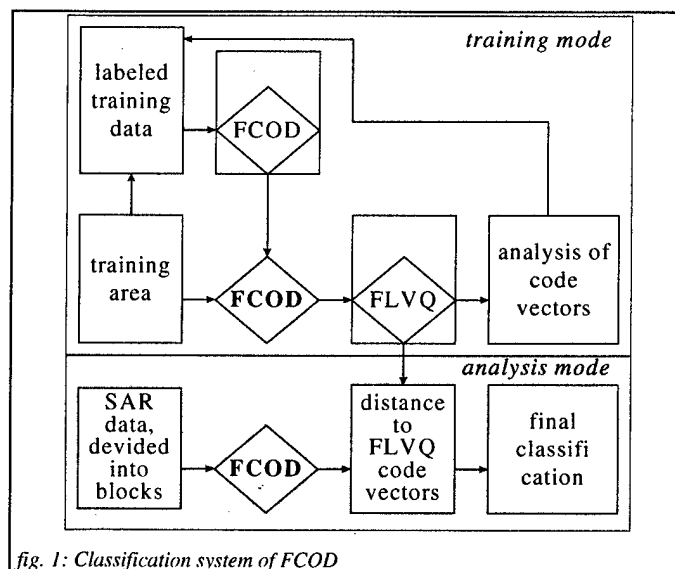 training mode
labeled
training
data
FCOD
training
area
FCOD
FLVQ
analysis of
code
vectors
analysis mode
SAR
data,
devided
into
blocks
FCOD
distance
to
FLVQ
code
vectors
final
classifi
cation
fig. 1: Classification system of FCOD